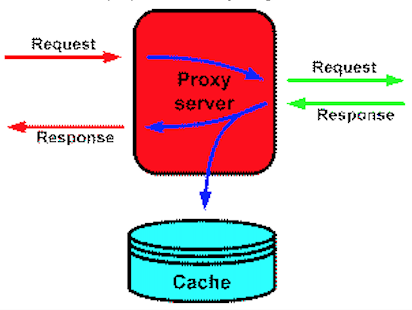 Request
Proxy
server
Request
Response
Response
Cache